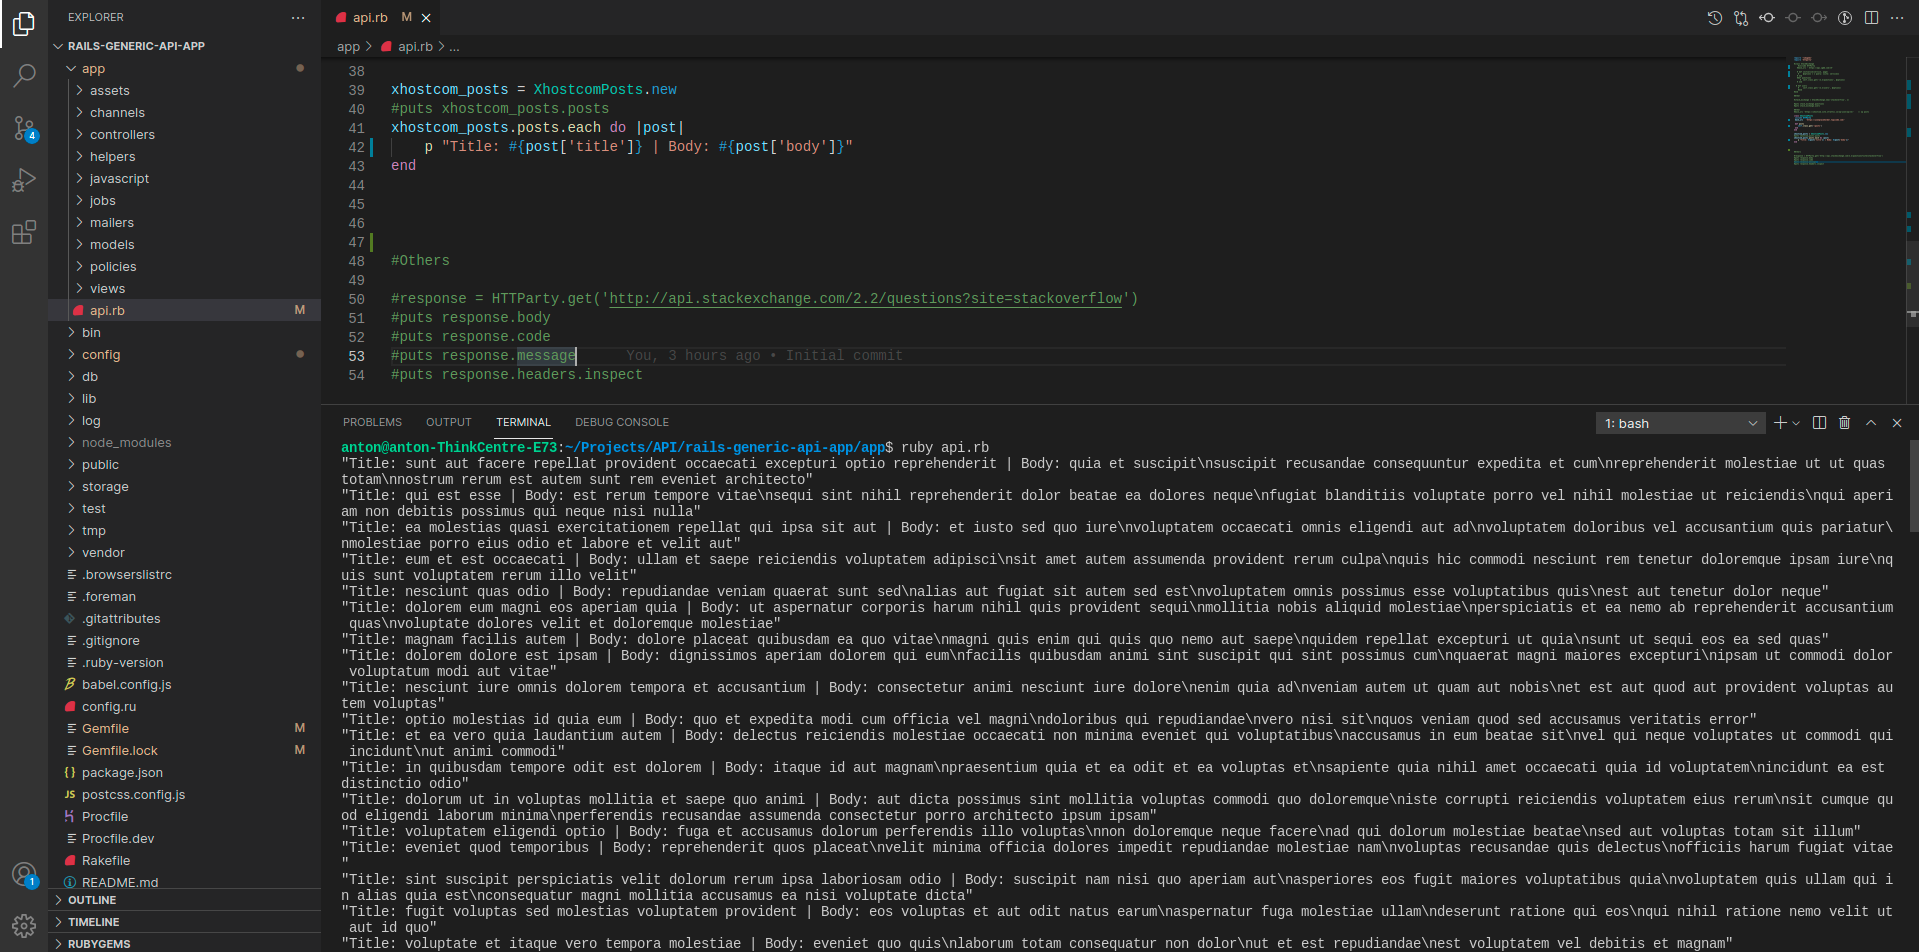 EXPLORER
RAILS-GENERIC-API-APP
app
assets
channels
controllers
helpers
javascript
jobs
mailers
models
policies
views
api.rb M
bin
config
db
lib
log
node_modules
public
storage
test
tmp
vendor
.browserslistrc
.foreman
.gitattributes
.gitignore
.ruby-version
babel.config.js
config.ru
Gemfile M
Gemfile.lock M
package.json
JS postcss.config.js
Procfile
Procfile.dev
Rakefile
README.md
OUTLINE
TIMELINE
RUBYGEMS
4
1
api.rb M
app > api.rb > ...
38
39 xhostcom_posts = XhostcomPosts.new
40 #puts xhostcom_posts.posts
41 xhostcom_posts.posts.each do |post|
42 p "Title: #{post['title']} | Body: #{post['body']}"
43 end
44
45
46
47
48 #Others
49
50 #response = HTTParty.get('http://api.stackexchange.com/2.2/questions?site=stackoverflow')
51 #puts response.body
52 #puts response.code
53 #puts response.message You, 3 hours ago • Initial commit
54 #puts response.headers.inspect
PROBLEMS OUTPUT TERMINAL DEBUG CONSOLE 1: bash
anton@anton-ThinkCentre-E73:~/Projects/API/rails-generic-api-app/app$ ruby api.rb
"Title: sunt aut facere repellat provident occaecati excepturi optio reprehenderit | Body: quia et suscipit\nsuscipit recusandae consequuntur expedita et cum\nreprehenderit molestiae ut ut quas
totam\nnostrum rerum est autem sunt rem eveniet architecto"
"Title: qui est esse | Body: est rerum tempore vitae\nsequi sint nihil reprehenderit dolor beatae ea dolores neque\nfugiat blanditiis voluptate porro vel nihil molestiae ut reiciendis\nqui aperi
am non debitis possimus qui neque nisi nulla"
"Title: ea molestias quasi exercitationem repellat qui ipsa sit aut | Body: et iusto sed quo iure\nvoluptatem occaecati omnis eligendi aut ad\nvoluptatem doloribus vel accusantium quis pariatur\
nmolestiae porro eius odio et labore et velit aut"
"Title: eum et est occaecati | Body: ullam et saepe reiciendis voluptatem adipisci\nsit amet autem assumenda provident rerum culpa\nquis hic commodi nesciunt rem tenetur doloremque ipsam iure\nq
uis sunt voluptatem rerum illo velit"
"Title: nesciunt quas odio | Body: repudiandae veniam quaerat sunt sed\nalias aut fugiat sit autem sed est\nvoluptatem omnis possimus esse voluptatibus quis\nest aut tenetur dolor neque"
"Title: dolorem eum magni eos aperiam quia | Body: ut aspernatur corporis harum nihil quis provident sequi\nmollitia nobis aliquid molestiae\nperspiciatis et ea nemo ab reprehenderit accusantium
quas\nvoluptate dolores velit et doloremque molestiae"
"Title: magnam facilis autem | Body: dolore placeat quibusdam ea quo vitae\nmagni quis enim qui quis quo nemo aut saepe\nquidem repellat excepturi ut quia\nsunt ut sequi eos ea sed quas"
"Title: dolorem dolore est ipsam | Body: dignissimos aperiam dolorem qui eum\nfacilis quibusdam animi sint suscipit qui sint possimus cum\nquaerat magni maiores excepturi\nipsam ut commodi dolor
voluptatum modi aut vitae"
"Title: nesciunt iure omnis dolorem tempora et accusantium | Body: consectetur animi nesciunt iure dolore\nenim quia ad\nveniam autem ut quam aut nobis\net est aut quod aut provident voluptas au
tem voluptas"
"Title: optio molestias id quia eum | Body: quo et expedita modi cum officia vel magni\ndoloribus qui repudiandae\nvero nisi sit\nquos veniam quod sed accusamus veritatis error"
"Title: et ea vero quia laudantium autem | Body: delectus reiciendis molestiae occaecati non minima eveniet qui voluptatibus\naccusamus in eum beatae sit\nvel qui neque voluptates ut commodi qui
incidunt\nut animi commodi"
"Title: in quibusdam tempore odit est dolorem | Body: itaque id aut magnam\npraesentium quia et ea odit et ea voluptas et\nsapiente quia nihil amet occaecati quia id voluptatem\nincidunt ea est
distinctio odio"
"Title: dolorum ut in voluptas mollitia et saepe quo animi | Body: aut dicta possimus sint mollitia voluptas commodi quo doloremque\niste corrupti reiciendis voluptatem eius rerum\nsit cumque qu
od eligendi laborum minima\nperferendis recusandae assumenda consectetur porro architecto ipsum ipsam"
"Title: voluptatem eligendi optio | Body: fuga et accusamus dolorum perferendis illo voluptas\nnon doloremque neque facere\nad qui dolorum molestiae beatae\nsed aut voluptas totam sit illum"
"Title: eveniet quod temporibus | Body: reprehenderit quos placeat\nvelit minima officia dolores impedit repudiandae molestiae nam\nvoluptas recusandae quis delectus\nofficiis harum fugiat vitae
"
"Title: sint suscipit perspiciatis velit dolorum rerum ipsa laboriosam odio | Body: suscipit nam nisi quo aperiam aut\nasperiores eos fugit maiores voluptatibus quia\nvoluptatem quis ullam qui i
n alias quia est\nconsequatur magni mollitia accusamus ea nisi voluptate dicta"
"Title: fugit voluptas sed molestias voluptatem provident | Body: eos voluptas et aut odit natus earum\naspernatur fuga molestiae ullam\ndeserunt ratione qui eos\nqui nihil ratione nemo velit ut
aut id quo"
"Title: voluptate et itaque vero tempora molestiae | Body: eveniet quo quis\nlaborum totam consequatur non dolor\nut et est repudiandae\nest voluptatem vel debitis et magnam"